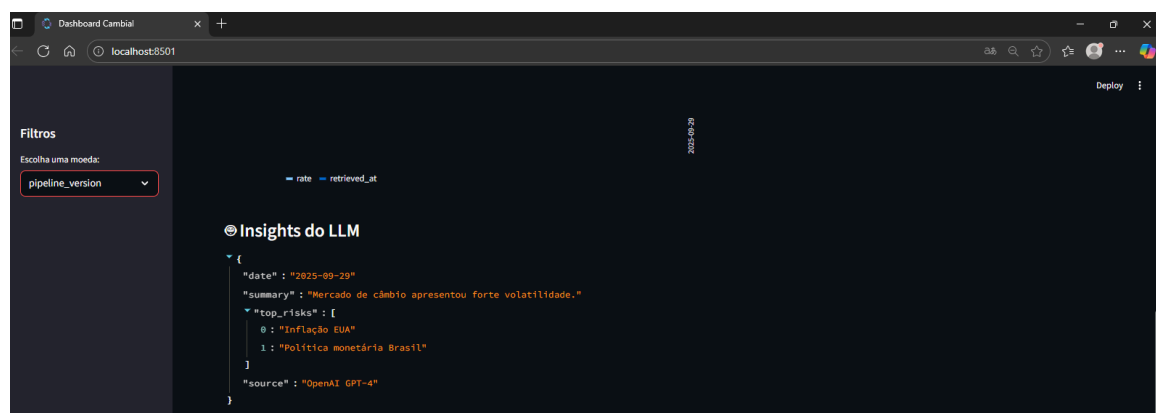 Dashboard Cambial
localhost:8501
Deploy
Filtros
Escolha uma moeda:
pipeline_version
2025-09-29
rate retrieved_at
Insights do LLM
{
"date" : "2025-09-29"
"summary" : "Mercado de câmbio apresentou forte volatilidade."
"top_risks" : [
0 : "Inflação EUA"
1 : "Política monetária Brasil"
]
"source" : "OpenAI GPT-4"
}